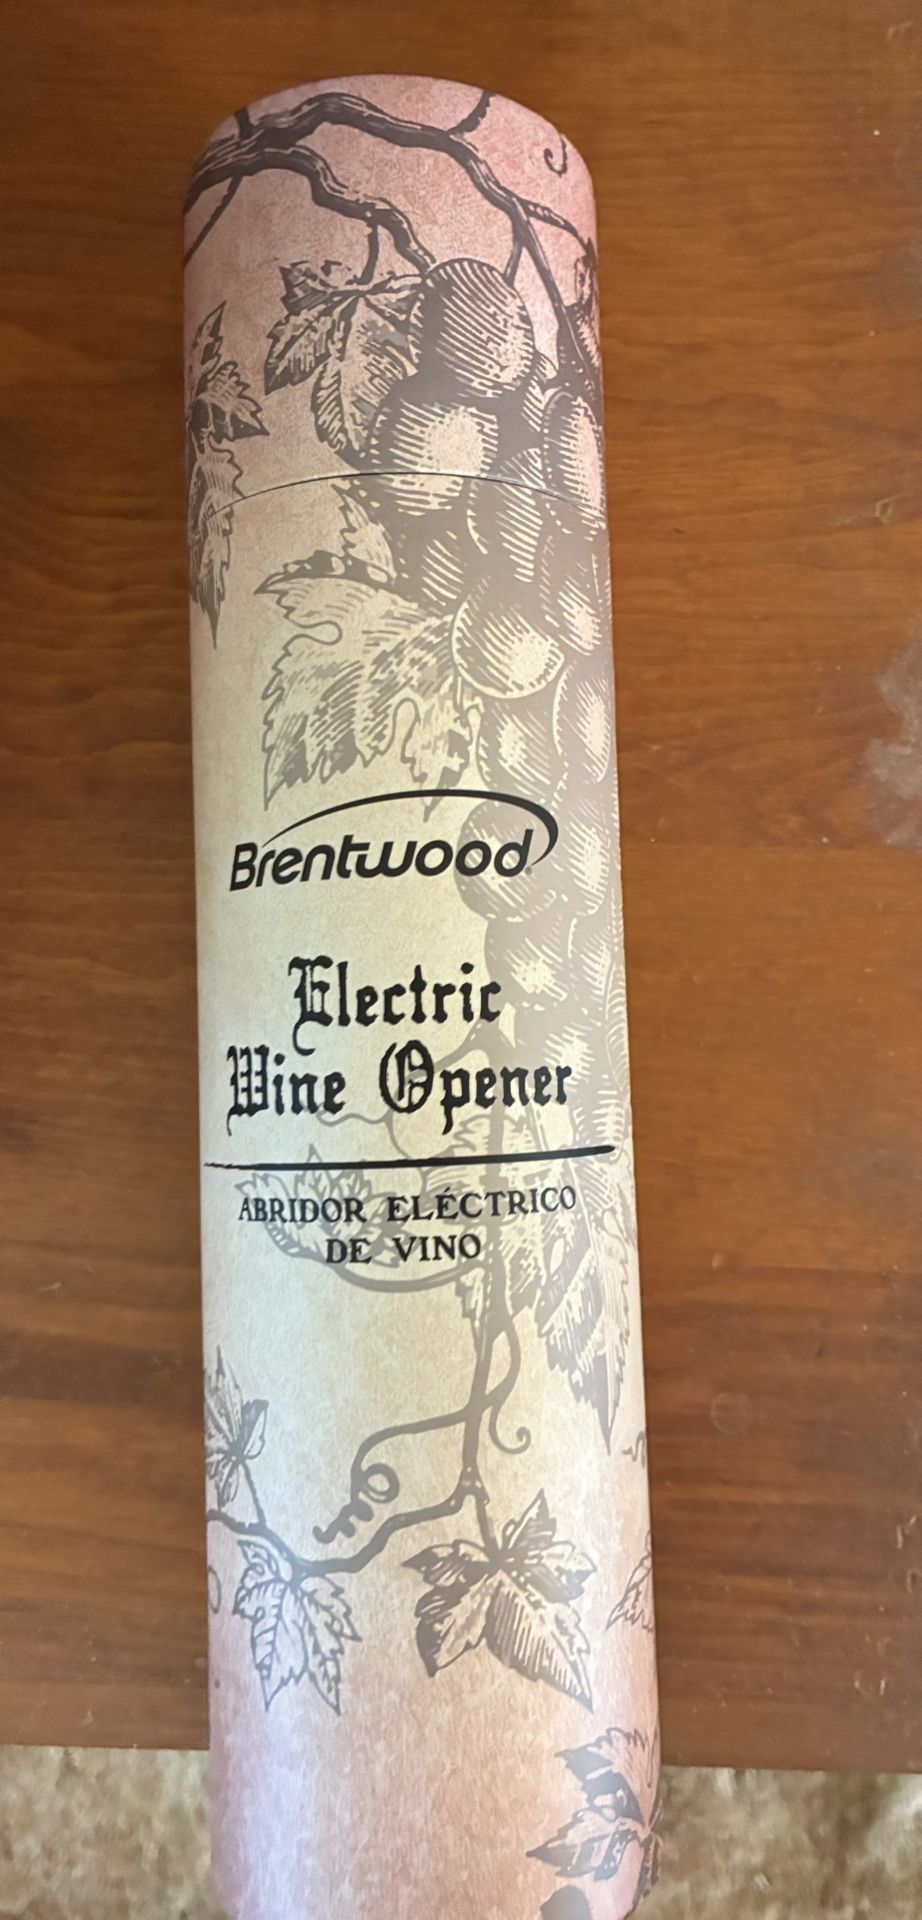 Brentwood®
Electric
Wine Opener
ABRIDOR ELÉCTRICO
DE VINO